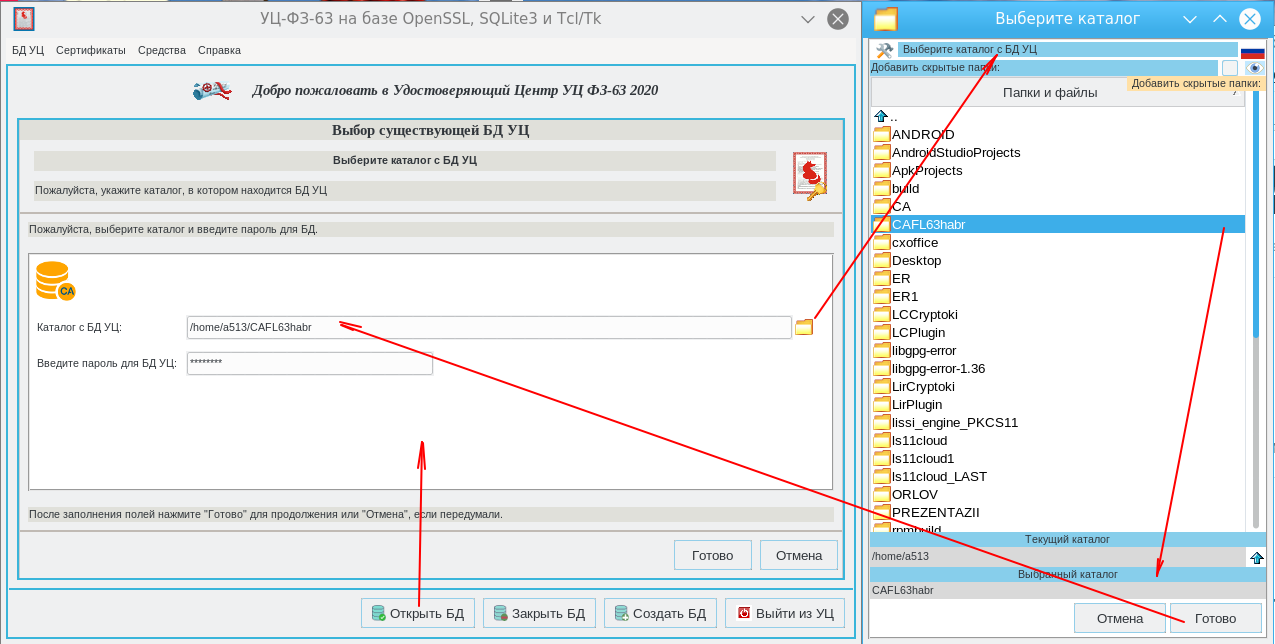 УЦ-ФЗ-63 на базе OpenSSL, SQLite3 и Tcl/Tk
БД УЦ Сертификаты Средства Справка
Добро пожаловать в Удостоверяющий Центр УЦ ФЗ-63 2020
Выбор существующей БД УЦ
Выберите каталог с БД УЦ
Пожалуйста, укажите каталог, в котором находится БД УЦ
Пожалуйста, выберите каталог и введите пароль для БД.
CA
Каталог с БД УЦ: /home/a513/CAFL63habr
Введите пароль для БД УЦ: ********
После заполнения полей нажмите "Готово" для продолжения или "Отмена", если передумали.
Готово Отмена
Открыть БД Закрыть БД Создать БД Выйти из УЦ
Выберите каталог
Выберите каталог с БД УЦ
Добавить скрытые папки:
Добавить скрытые папки:
Папки и файлы
..
ANDROID
AndroidStudioProjects
ApkProjects
build
CA
CAFL63habr
cxoffice
Desktop
ER
ER1
LCCryptoki
LCPlugin
libgpg-error
libgpg-error-1.36
LirCryptoki
LirPlugin
lissi_engine_PKCS11
ls11cloud
ls11cloud1
ls11cloud_LAST
ORLOV
PREZENTAZII
rpmbuild
Текущий каталог
/home/a513
Выбранный каталог
CAFL63habr
Отмена Готово